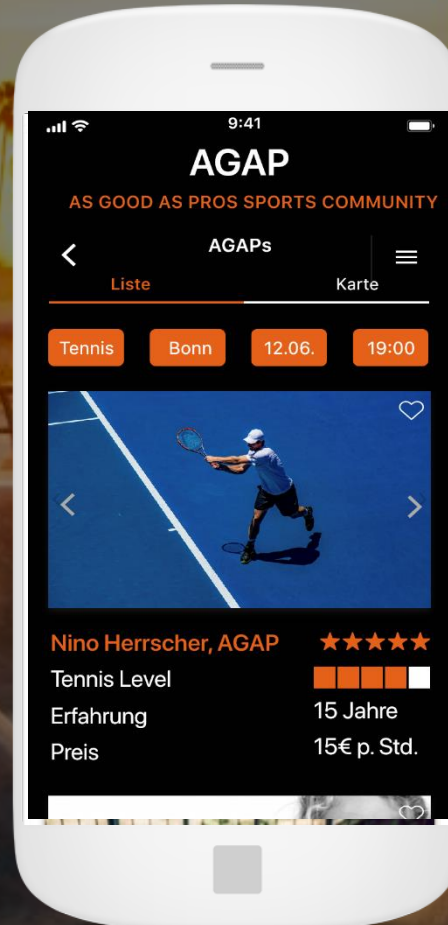 9:41
AGAP
AS GOOD AS PROS SPORTS COMMUNITY
AGAPs
Liste Karte
Tennis Bonn 12.06. 19:00
Nino Herrscher, AGAP
Tennis Level
Erfahrung 15 Jahre
Preis 15€ p. Std.